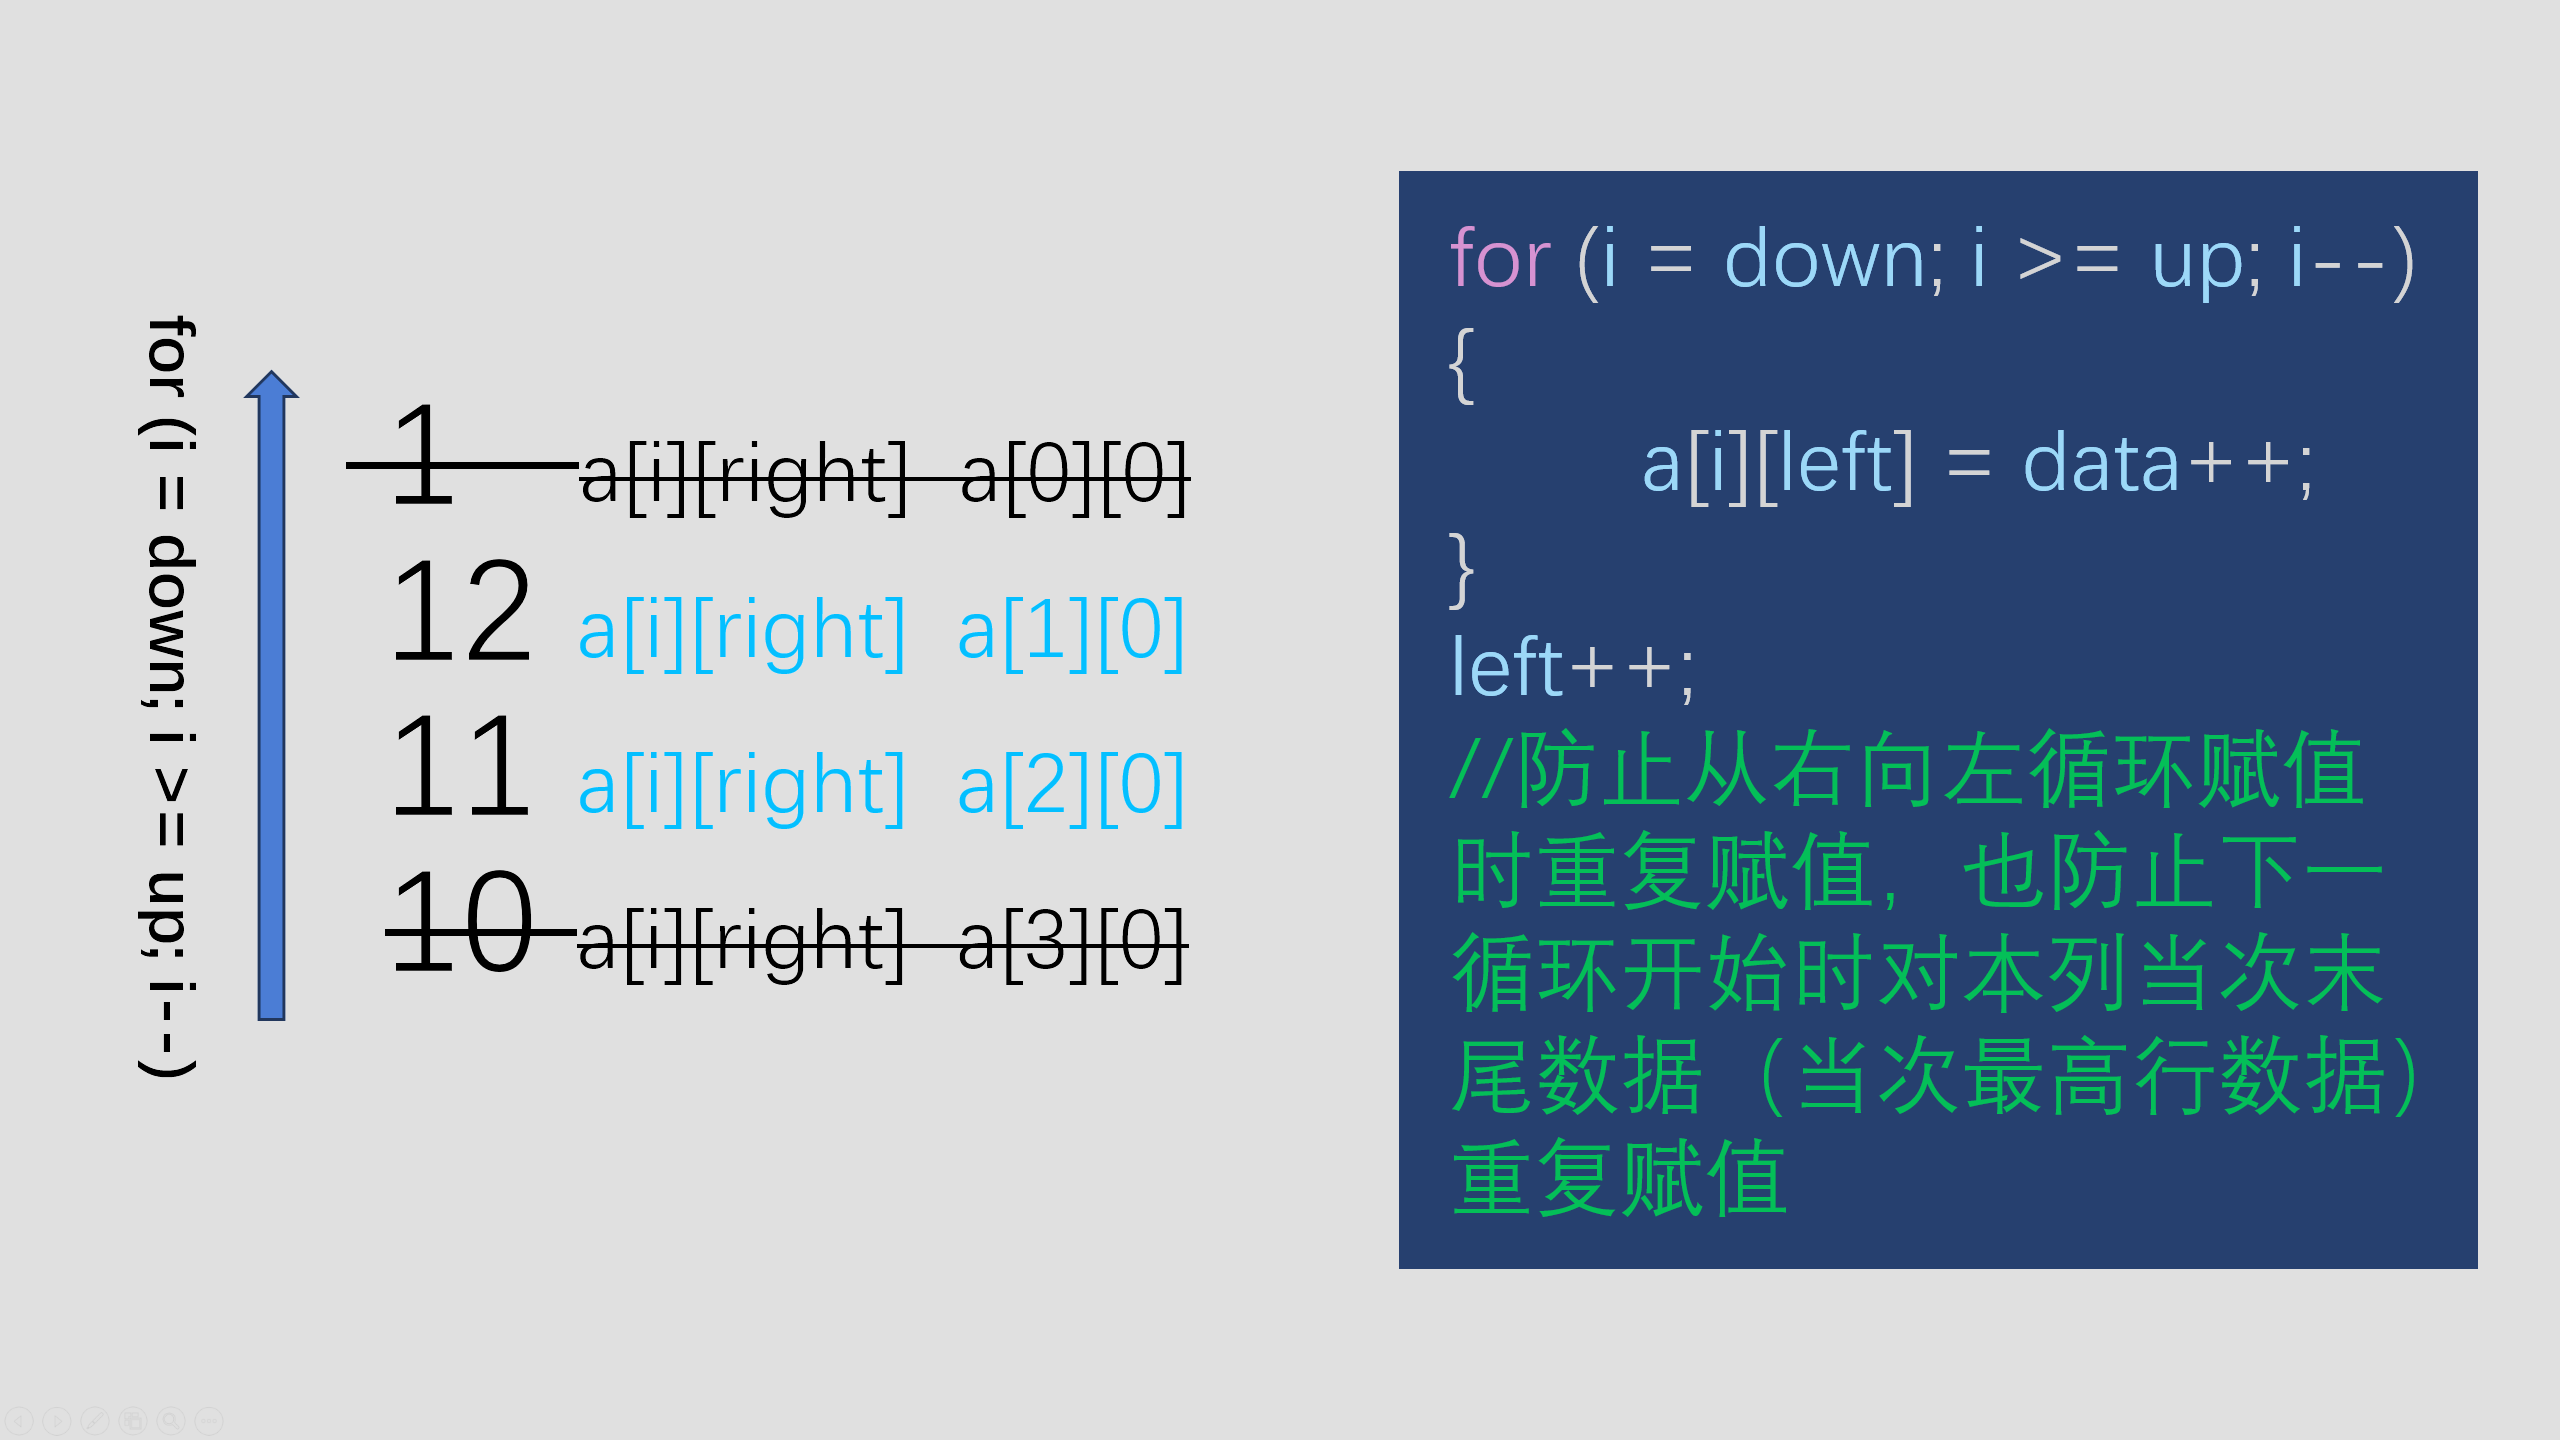 for (i = down; i >= up; i--)
1 a[i][right] a[0][0]
12 a[i][right] a[1][0]
11 a[i][right] a[2][0]
10 a[i][right] a[3][0]
for (i = down; i >= up; i--)
{
a[i][left] = data++;
}
left++;
//防止从右向左循环赋值
时重复赋值，也防止下一
循环开始时对本列当次末
尾数据（当次最高行数据）
重复赋值